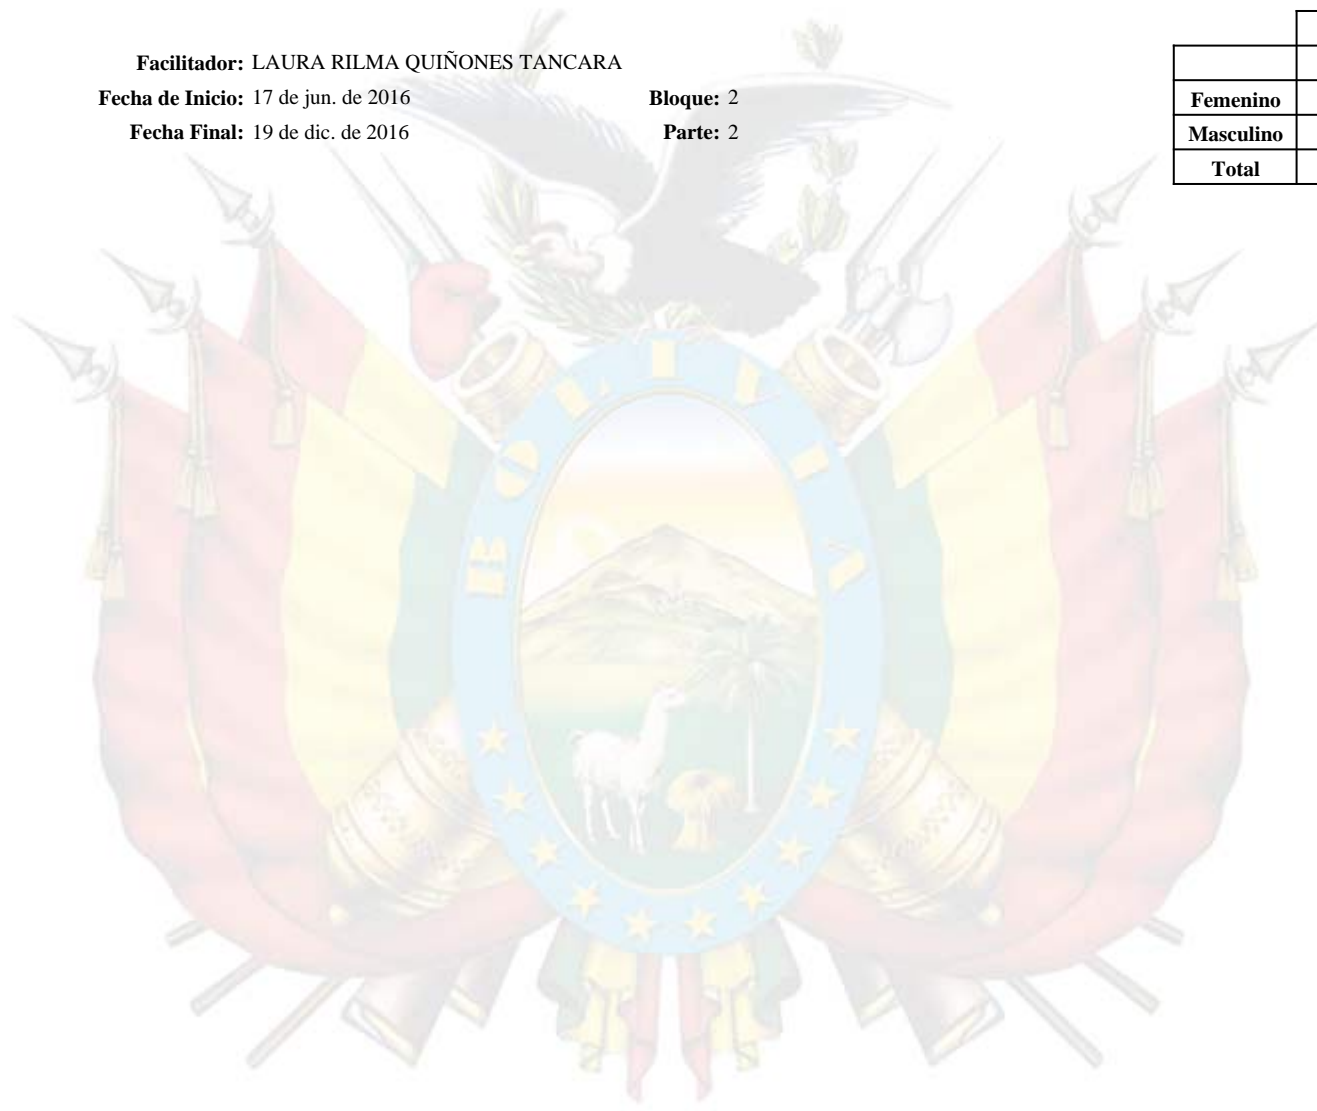 Facilitador: LAURA RILMA QUIÑONES TANCARA
Fecha de Inicio: 17 de jun. de 2016 Bloque: 2
Fecha Final: 19 de dic. de 2016 Parte: 2
Femenino
Masculino
Total
BOLIVIA